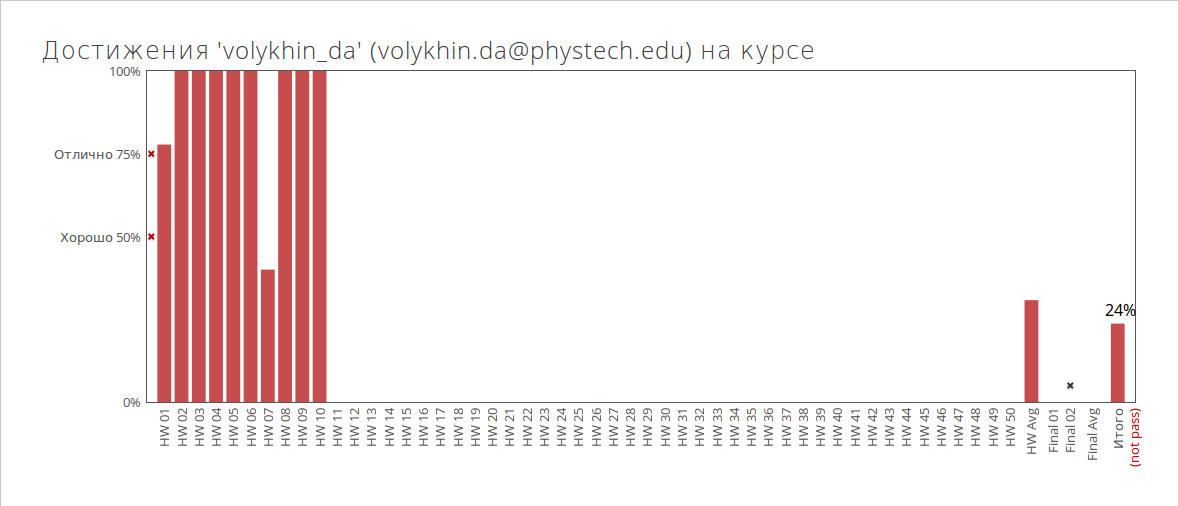 Достижения 'volykhin_da' (volykhin.da@phystech.edu) на курсе
100%
Отлично 75%
Хорошо 50%
0%
24%
HW 01
HW 02
HW 03
HW 04
HW 05
HW 06
HW 07
HW 08
HW 09
HW 10
HW 11
HW 12
HW 13
HW 14
HW 15
HW 16
HW 17
HW 18
HW 19
HW 20
HW 21
HW 22
HW 23
HW 24
HW 25
HW 26
HW 27
HW 28
HW 29
HW 30
HW 31
HW 32
HW 33
HW 34
HW 35
HW 36
HW 37
HW 38
HW 39
HW 40
HW 41
HW 42
HW 43
HW 44
HW 45
HW 46
HW 47
HW 48
HW 49
HW 50
HW Avg
Final 01
Final 02
Final Avg
Итого
(not pass)